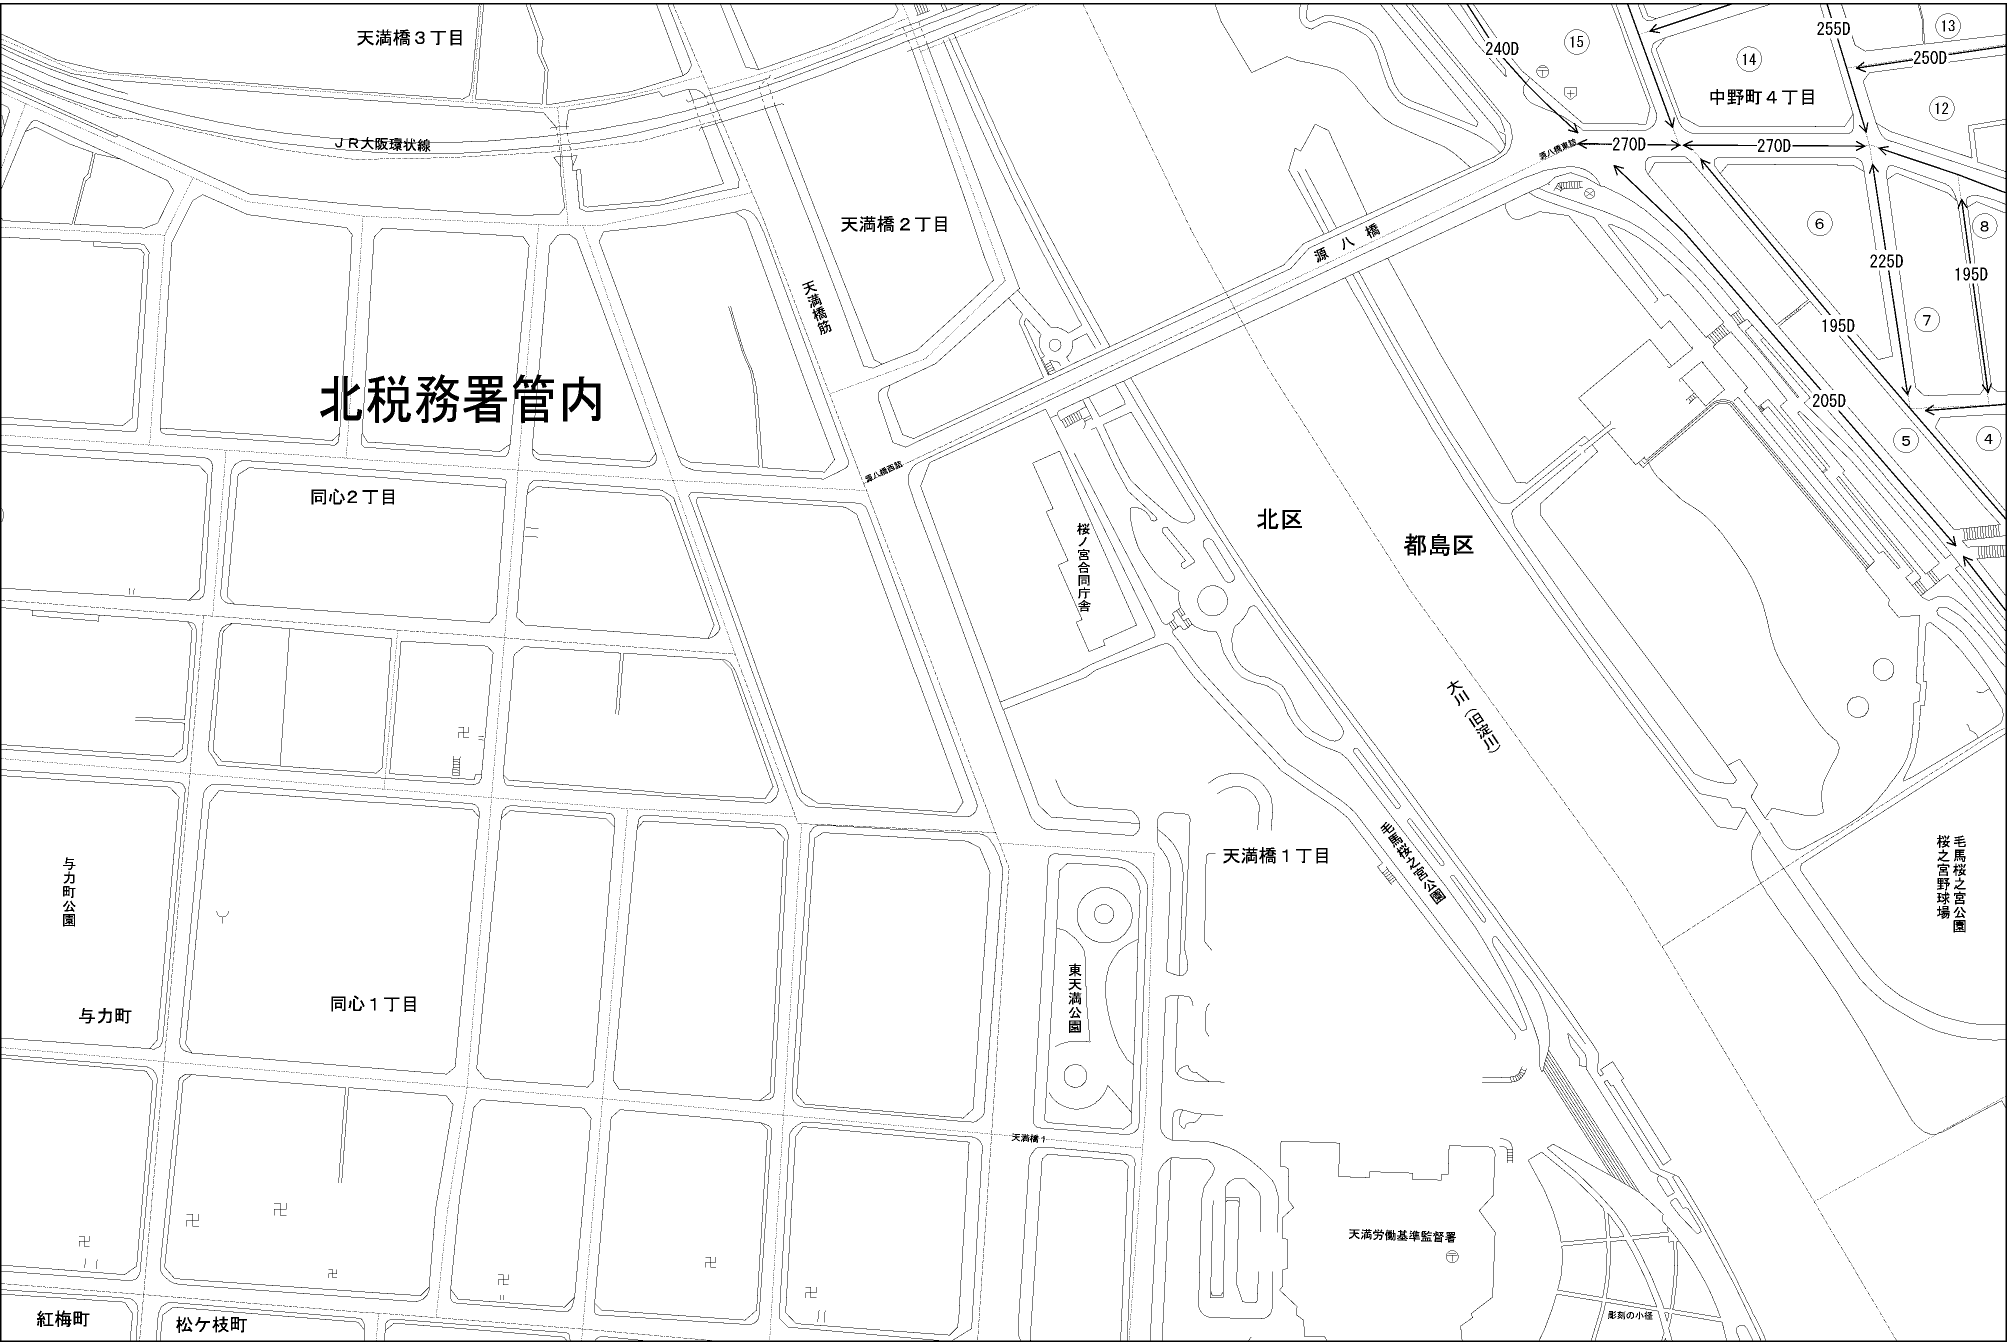 天満橋３丁目
240D
15
255D
13
250D
14
中野町４丁目
12
ＪＲ大阪環状線
源八橋東詰
270D
270D
天満橋２丁目
源八橋
6
8
225D
195D
天満橋筋
7
195D
北税務署管内
205D
5
4
源八橋西詰
同心２丁目
桜ノ宮合同庁舎
北区
都島区
大川（旧淀川）
毛馬桜之宮公園
天満橋１丁目
毛馬桜之宮公園
桜之宮野球場
与力町公園
東天満公園
同心１丁目
与力町
天満橋１
天満労働基準監督署
彫刻の小径
紅梅町
松ケ枝町